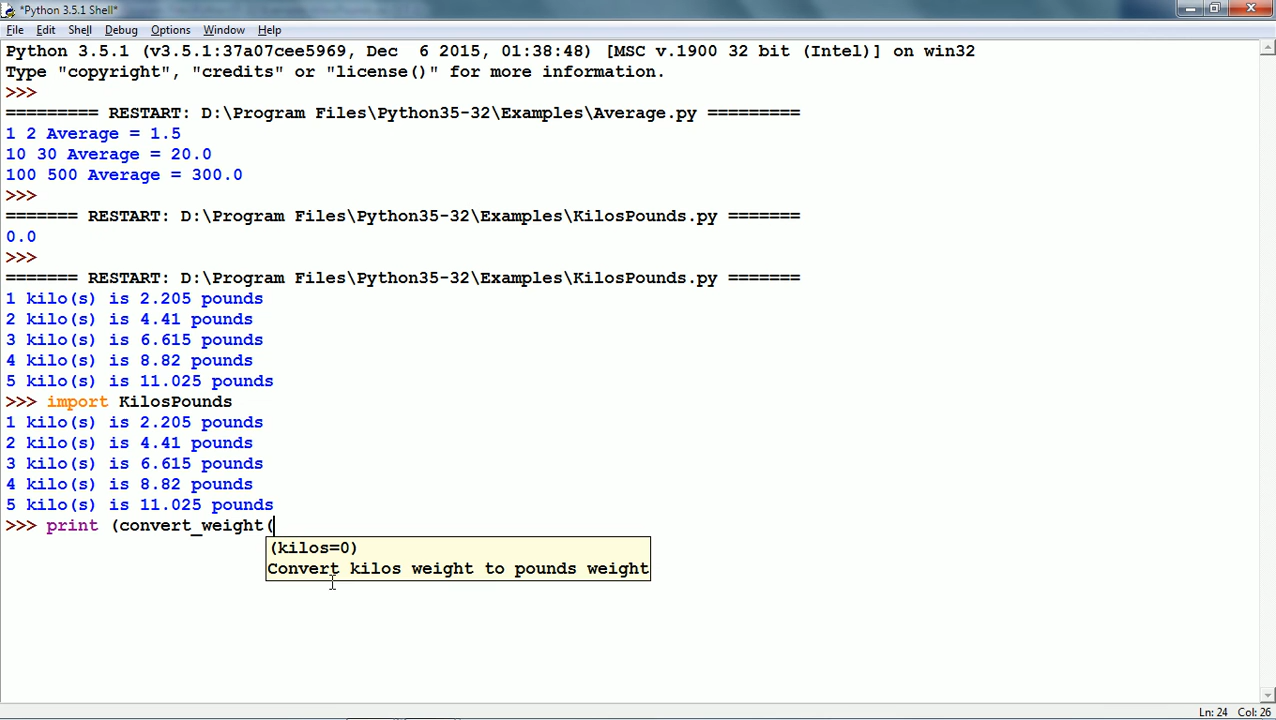 *Python 3.5.1 Shell*
File Edit Shell Debug Options Window Help
Python 3.5.1 (v3.5.1:37a07cee5969, Dec  6 2015, 01:38:48) [MSC v.1900 32 bit (Intel)] on win32
Type "copyright", "credits" or "license()" for more information.
>>>
========= RESTART: D:\Program Files\Python35-32\Examples\Average.py =========
1 2 Average = 1.5
10 30 Average = 20.0
100 500 Average = 300.0
>>>
======= RESTART: D:\Program Files\Python35-32\Examples\KilosPounds.py =======
0.0
>>>
======= RESTART: D:\Program Files\Python35-32\Examples\KilosPounds.py =======
1 kilo(s) is 2.205 pounds
2 kilo(s) is 4.41 pounds
3 kilo(s) is 6.615 pounds
4 kilo(s) is 8.82 pounds
5 kilo(s) is 11.025 pounds
>>> import KilosPounds
1 kilo(s) is 2.205 pounds
2 kilo(s) is 4.41 pounds
3 kilo(s) is 6.615 pounds
4 kilo(s) is 8.82 pounds
5 kilo(s) is 11.025 pounds
>>> print (convert_weight(
(kilos=0)
Convert kilos weight to pounds weight
Ln: 24 Col: 26